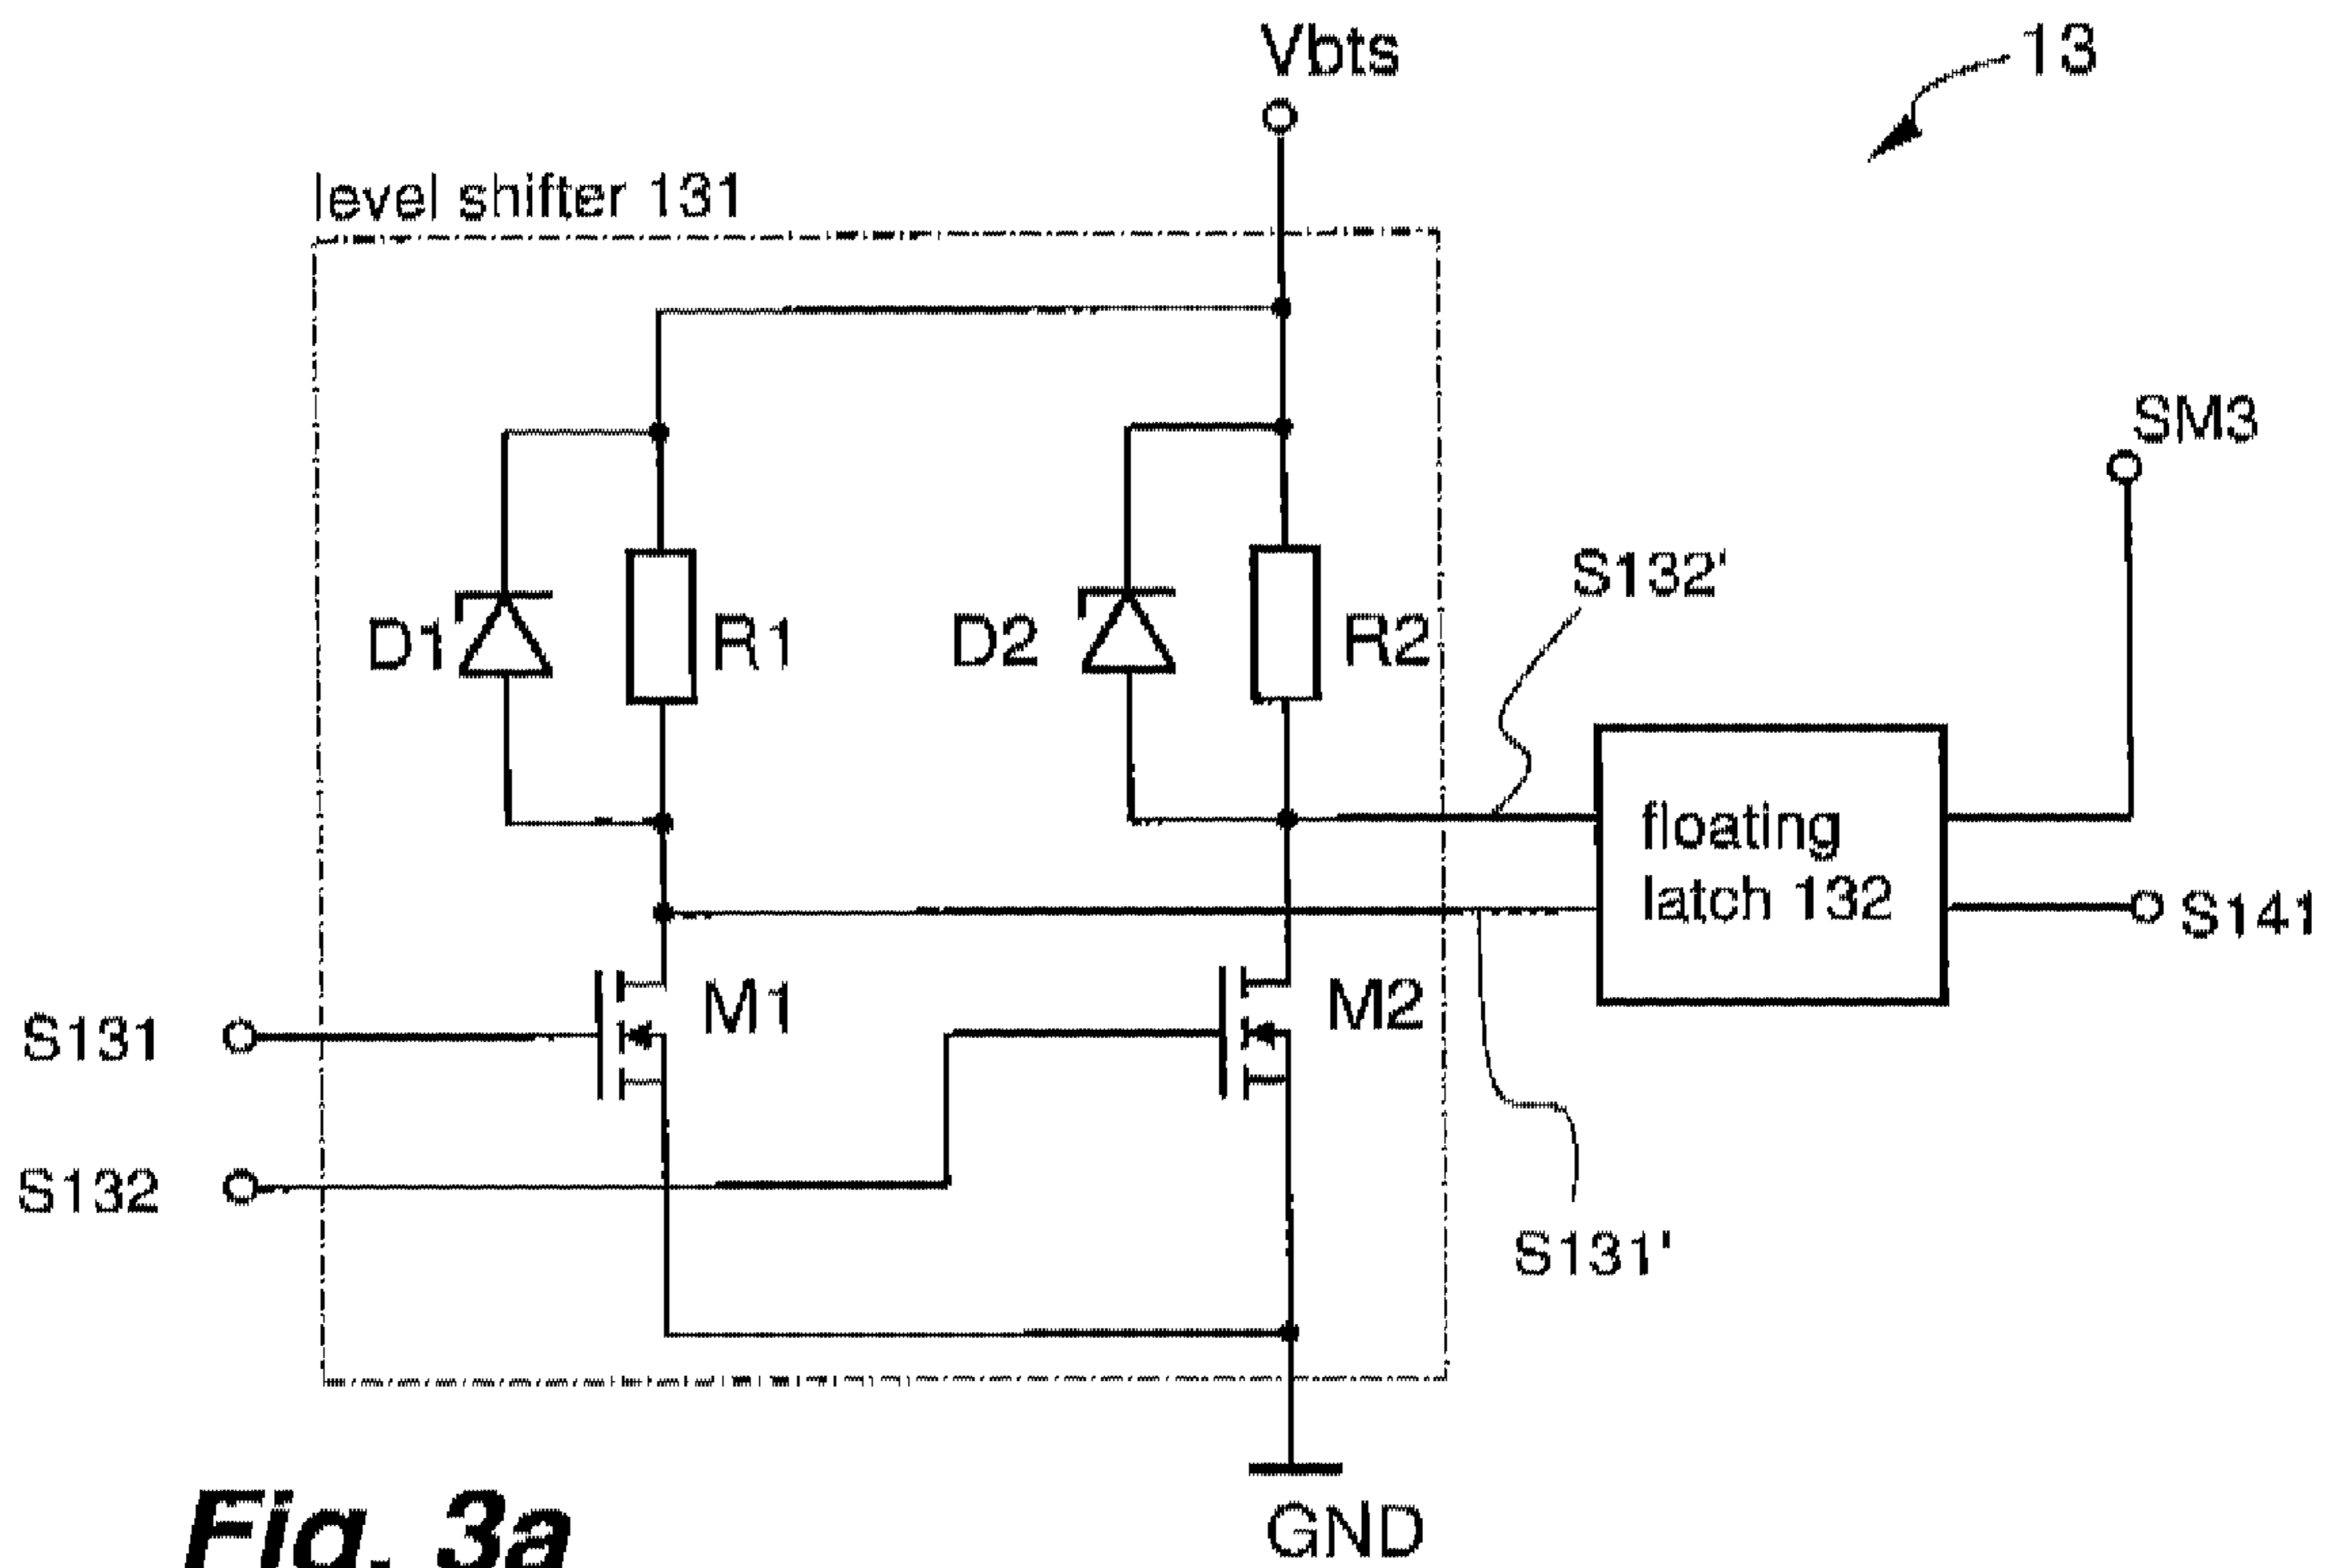 Vbts
13
level shifter 131
SM3
S132'
D1
R1
D2
R2
floating
latch 132
S141
M1
M2
S131
S132
S131'
GND
Fig. 3a